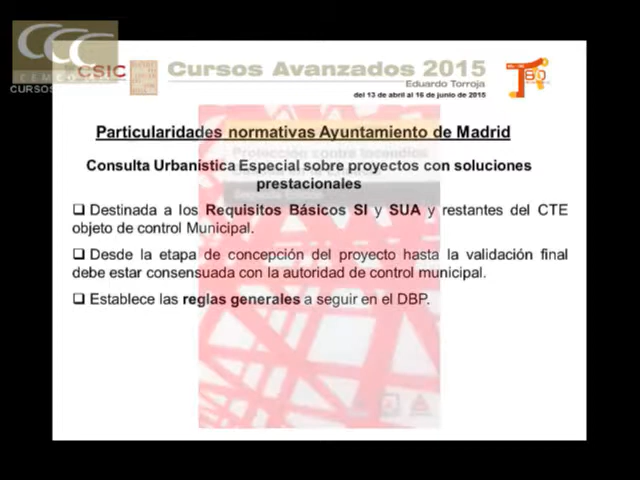 CCC
CSIC
CURSOS
Cursos Avanzados 2015
Eduardo Torroja
del 13 de abril al 16 de junio de 2015
Particularidades normativas Ayuntamiento de Madrid
Consulta Urbanística Especial sobre proyectos con soluciones
prestacionales
❑ Destinada a los Requisitos Básicos SI y SUA y restantes del CTE
objeto de control Municipal.
❑ Desde la etapa de concepción del proyecto hasta la validación final
debe estar consensuada con la autoridad de control municipal.
❑ Establece las reglas generales a seguir en el DBP.